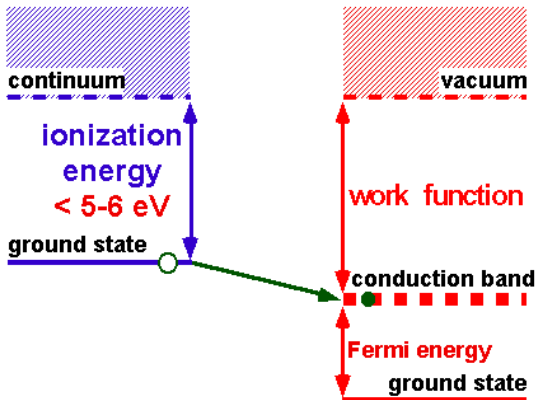 continuum
vacuum
ionization
energy
< 5-6 eV
work function
ground state
conduction band
Fermi energy
ground state